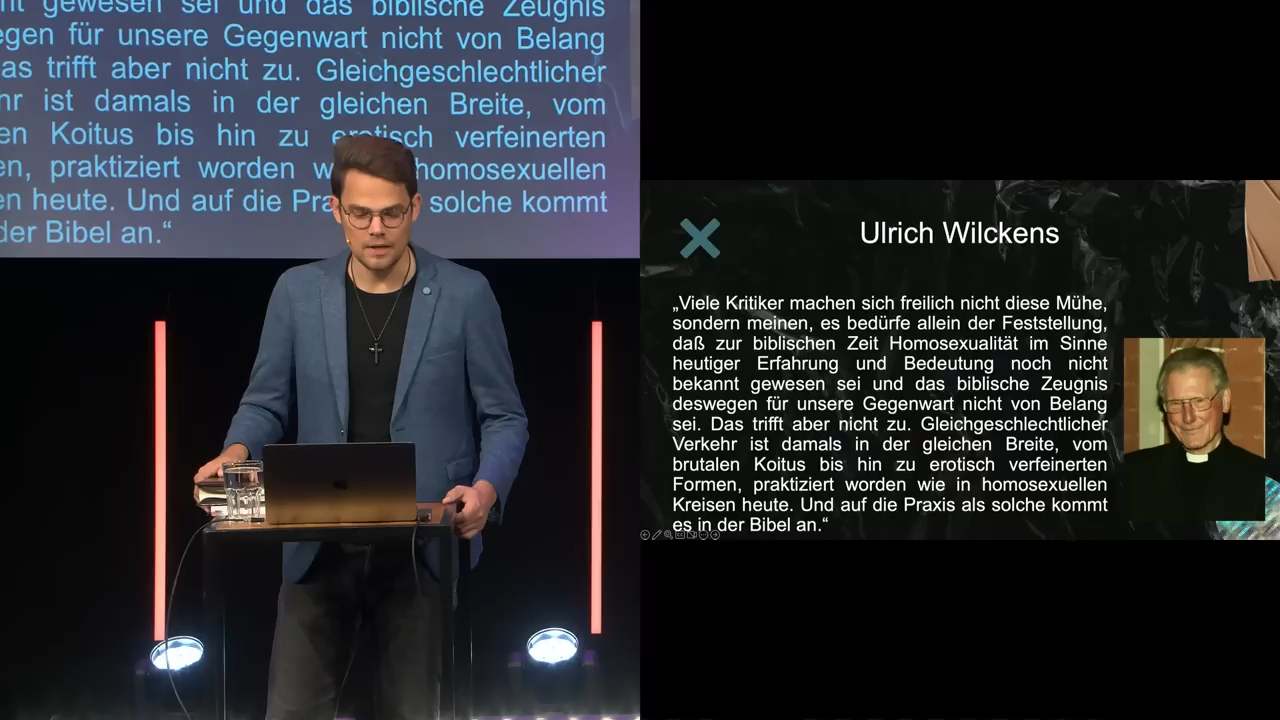 nt gewesen sei und das biblische Zeugnis
egen für unsere Gegenwart nicht von Belang
as trifft aber nicht zu. Gleichgeschlechtlicher
hr ist damals in der gleichen Breite, vom
en Koitus bis hin zu erotisch verfeinerten
en, praktiziert worden w homosexuellen
en heute. Und auf die Pra solche kommt
der Bibel an.“
Ulrich Wilckens
„Viele Kritiker machen sich freilich nicht diese Mühe,
sondern meinen, es bedürfe allein der Feststellung,
daß zur biblischen Zeit Homosexualität im Sinne
heutiger Erfahrung und Bedeutung noch nicht
bekannt gewesen sei und das biblische Zeugnis
deswegen für unsere Gegenwart nicht von Belang
sei. Das trifft aber nicht zu. Gleichgeschlechtlicher
Verkehr ist damals in der gleichen Breite, vom
brutalen Koitus bis hin zu erotisch verfeinerten
Formen, praktiziert worden wie in homosexuellen
Kreisen heute. Und auf die Praxis als solche kommt
es in der Bibel an.“